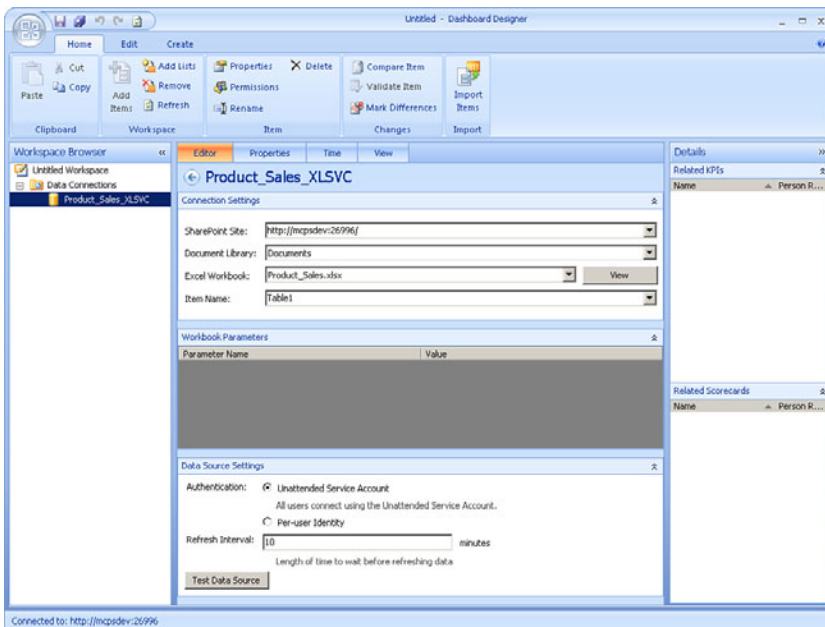 Untitled - Dashboard Designer
Home Edit Create
Paste
Cut
Copy
Clipboard
Add Items
Add Lists
Remove
Refresh
Workspace
Properties
Permissions
Rename
Delete
Item
Compare Item
Validate Item
Mark Differences
Changes
Import Items
Import
Workspace Browser
Untitled Workspace
Data Connections
Product_Sales_XLSVC
Editor Properties Time View
Product_Sales_XLSVC
Connection Settings
SharePoint Site: http://mcpsdev:26996/
Document Library: Documents
Excel Workbook: Product_Sales.xlsx View
Item Name: Table1
Workbook Parameters
Parameter Name Value
Data Source Settings
Authentication: Unattended Service Account
All users connect using the Unattended Service Account.
Per-user Identity
Refresh Interval: 10 minutes
Length of time to wait before refreshing data
Test Data Source
Details
Related KPIs
Name Person R...
Related Scorecards
Name Person R...
Connected to: http://mcpsdev:26996